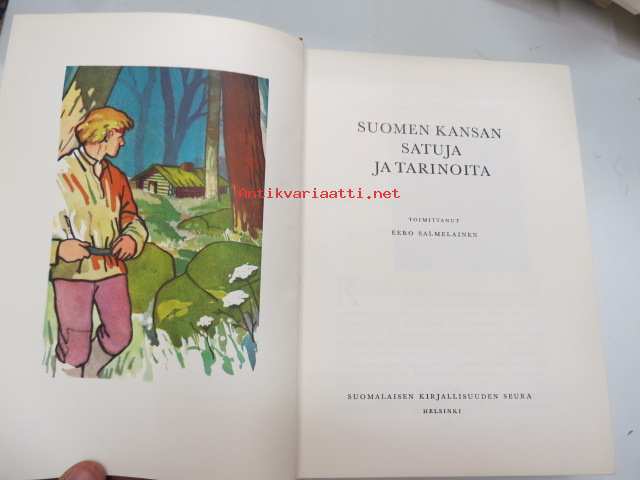 SUOMEN KANSAN
SATUJA
JA TARINOITA
Antikvariaatti.net
TOIMITTANUT
EERO SALMELAINEN
SUOMALAISEN KIRJALLISUUDEN SEURA
HELSINKI